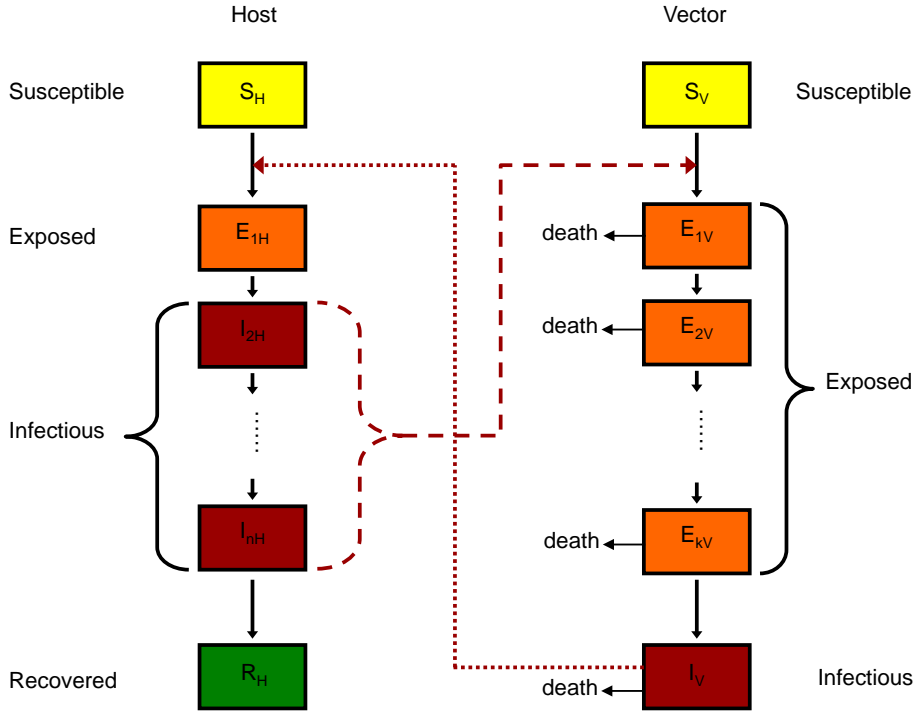 Host Vector
Susceptible S_H S_V Susceptible
Exposed E_1H death E_1V
I_2H death E_2V
Exposed
Infectious
I_nH death E_kV
Recovered R_H death I_V Infectious